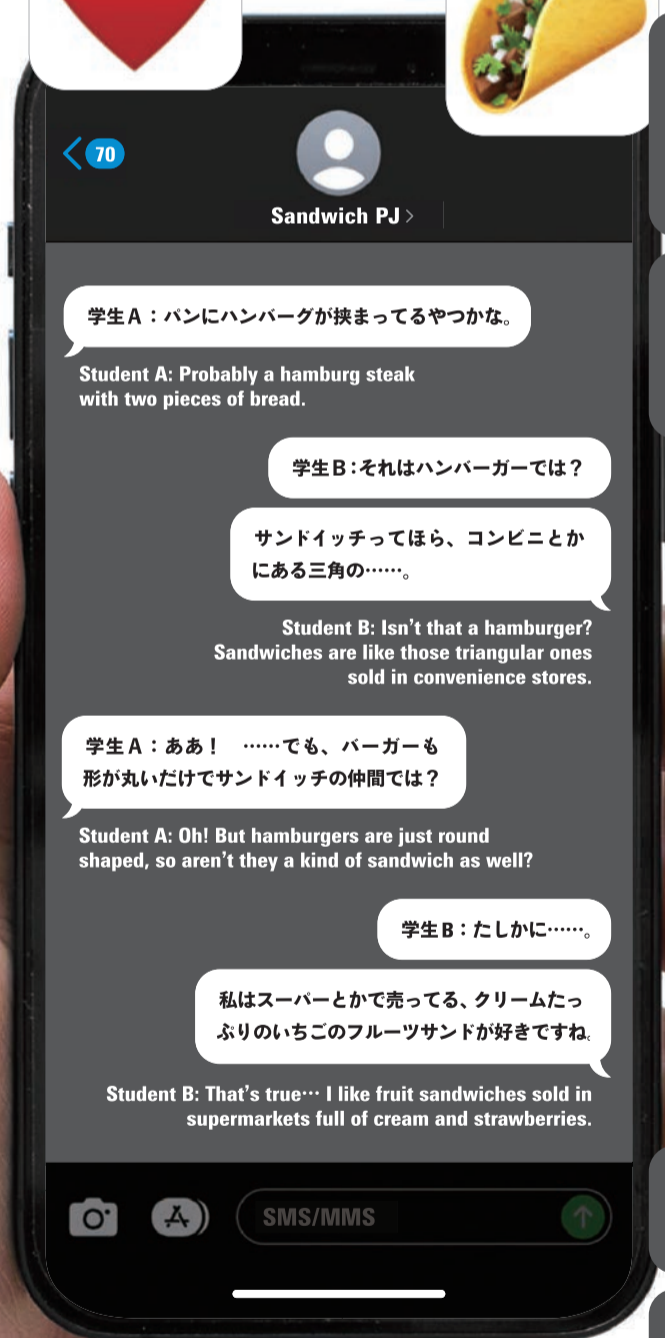 70
Sandwich PJ
学生A：パンにハンバーグが挟まってるやつかな。
Student A: Probably a hamburg steak
with two pieces of bread.
学生B：それはハンバーガーでは？
サンドイッチってほら、コンビニとか
にある三角の……。
Student B: Isn’t that a hamburger?
Sandwiches are like those triangular ones
sold in convenience stores.
学生A：ああ！　……でも、バーガーも
形が丸いだけでサンドイッチの仲間では？
Student A: Oh! But hamburgers are just round
shaped, so aren’t they a kind of sandwich as well?
学生B：たしかに……。
私はスーパーとかで売ってる、クリームたっ
ぷりのいちごのフルーツサンドが好きですね。
Student B: That’s true… I like fruit sandwiches sold in
supermarkets full of cream and strawberries.
SMS/MMS